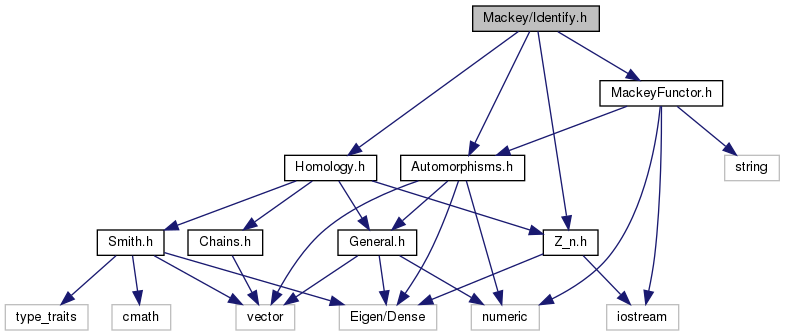 Mackey/Identify.h
MackeyFunctor.h
Homology.h
Automorphisms.h
string
Smith.h
Chains.h
General.h
Z_n.h
type_traits
cmath
vector
Eigen/Dense
numeric
iostream